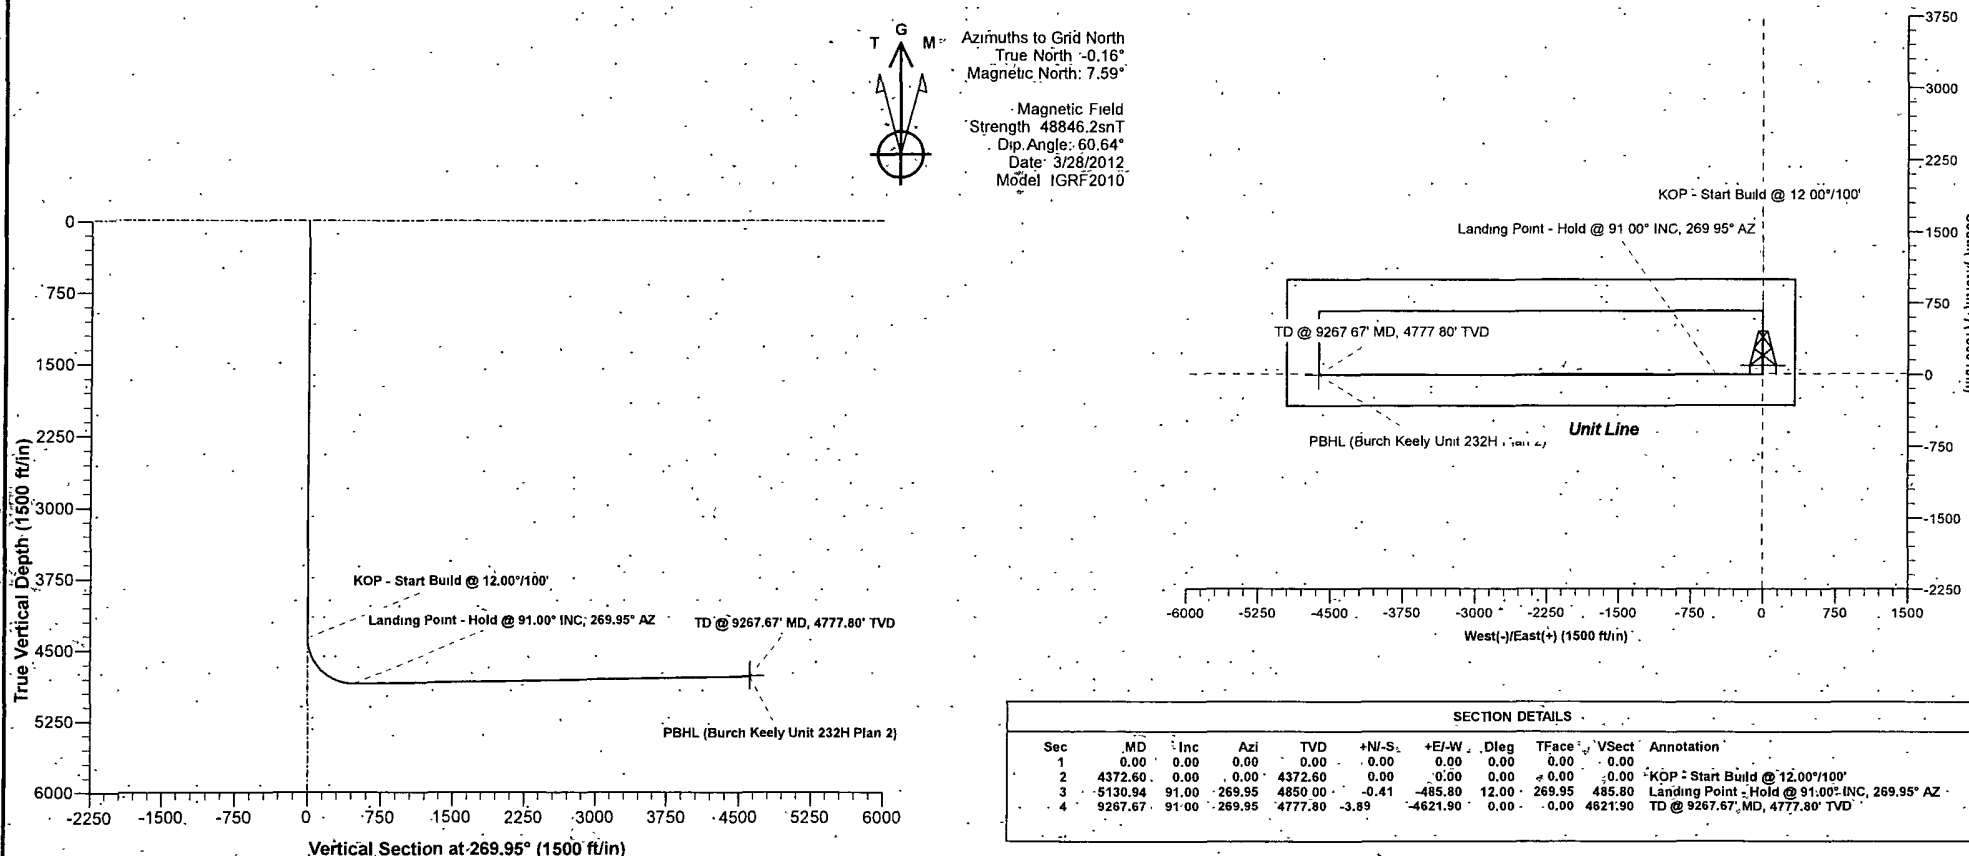 T G M
Azimuths to Grid North
True North -0.16°
Magnetic North: 7.59°
Magnetic Field
Strength 48846.2snT
Dip Angle: 60.64°
Date 3/28/2012
Model IGRF2010
0
750
1500
2250
3000
3750
4500
5250
6000
True Vertical Depth (1500 ft/in)
KOP - Start Build @ 12.00°/100'
Landing Point - Hold @ 91.00° INC, 269.95° AZ
TD @ 9267.67' MD, 4777.80' TVD
PBHL (Burch Keely Unit 232H Plan 2)
-2250 -1500 -750 0 750 1500 2250 3000 3750 4500 5250 6000
Vertical Section at 269.95° (1500 ft/in)
3750
3000
2250
1500
750
0
-750
-1500
-2250
KOP - Start Build @ 12 00°/100'
Landing Point - Hold @ 91 00° INC, 269 95° AZ
TD @ 9267 67' MD, 4777 80' TVD
PBHL (Burch Keely Unit 232H
Unit Line
-6000 -5250 -4500 -3750 -3000 -2250 -1500 -750 0 750 1500
West(-)/East(+) (1500 ft/in)
SECTION DETAILS
Sec MD Inc Azi TVD +N/-S +E/-W Dleg TFace VSect Annotation
1 0.00 0.00 0.00 0.00 0.00 0.00 0.00 0.00 0.00
2 4372.60 0.00 0.00 4372.60 0.00 0.00 0.00 0.00 0.00 KOP - Start Build @ 12.00°/100'
3 5130.94 91.00 269.95 4850 00 -0.41 -485.80 12.00 269.95 485.80 Landing Point - Hold @ 91.00° INC, 269.95° AZ
4 9267.67 91.00 269.95 4777.80 -3.89 -4621.90 0.00 0.00 4621.90 TD @ 9267.67' MD, 4777.80' TVD